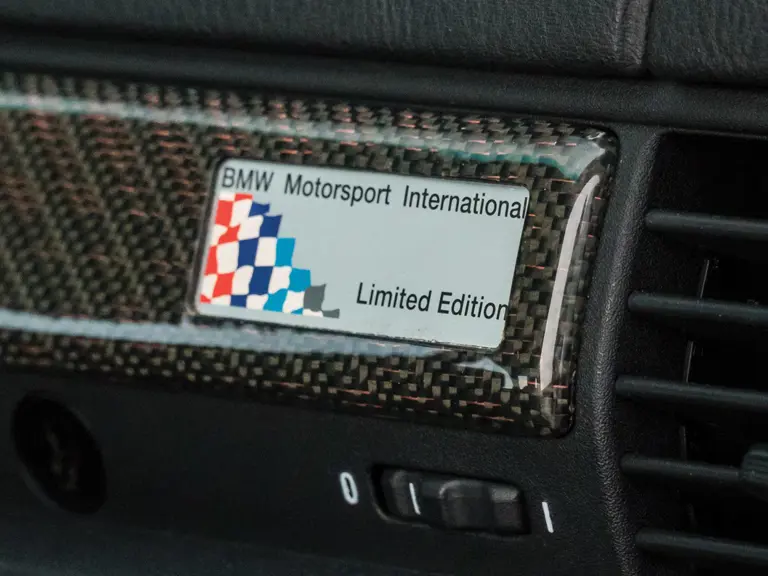 BMW Motorsport International
Limited Edition
0 I